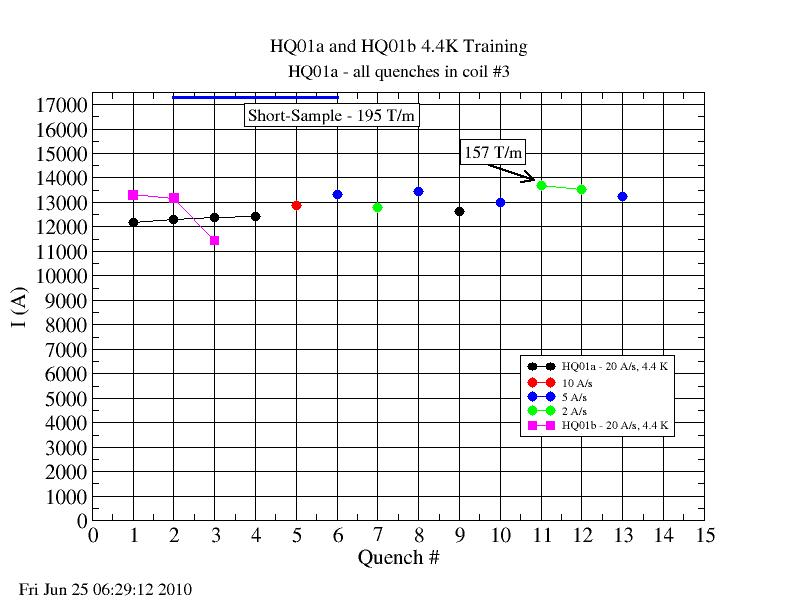 HQ01a and HQ01b 4.4K Training
HQ01a - all quenches in coil #3
17000
Short-Sample - 195 T/m
16000
15000
157 T/m
14000
13000
12000
11000
10000
9000
I (A)
8000
7000
6000
5000
4000
3000
2000
1000
0
HQ01a - 20 A/s, 4.4 K
10 A/s
5 A/s
2 A/s
HQ01b - 20 A/s, 4.4 K
0 1 2 3 4 5 6 7 8 9 10 11 12 13 14 15
Quench #
Fri Jun 25 06:29:12 2010